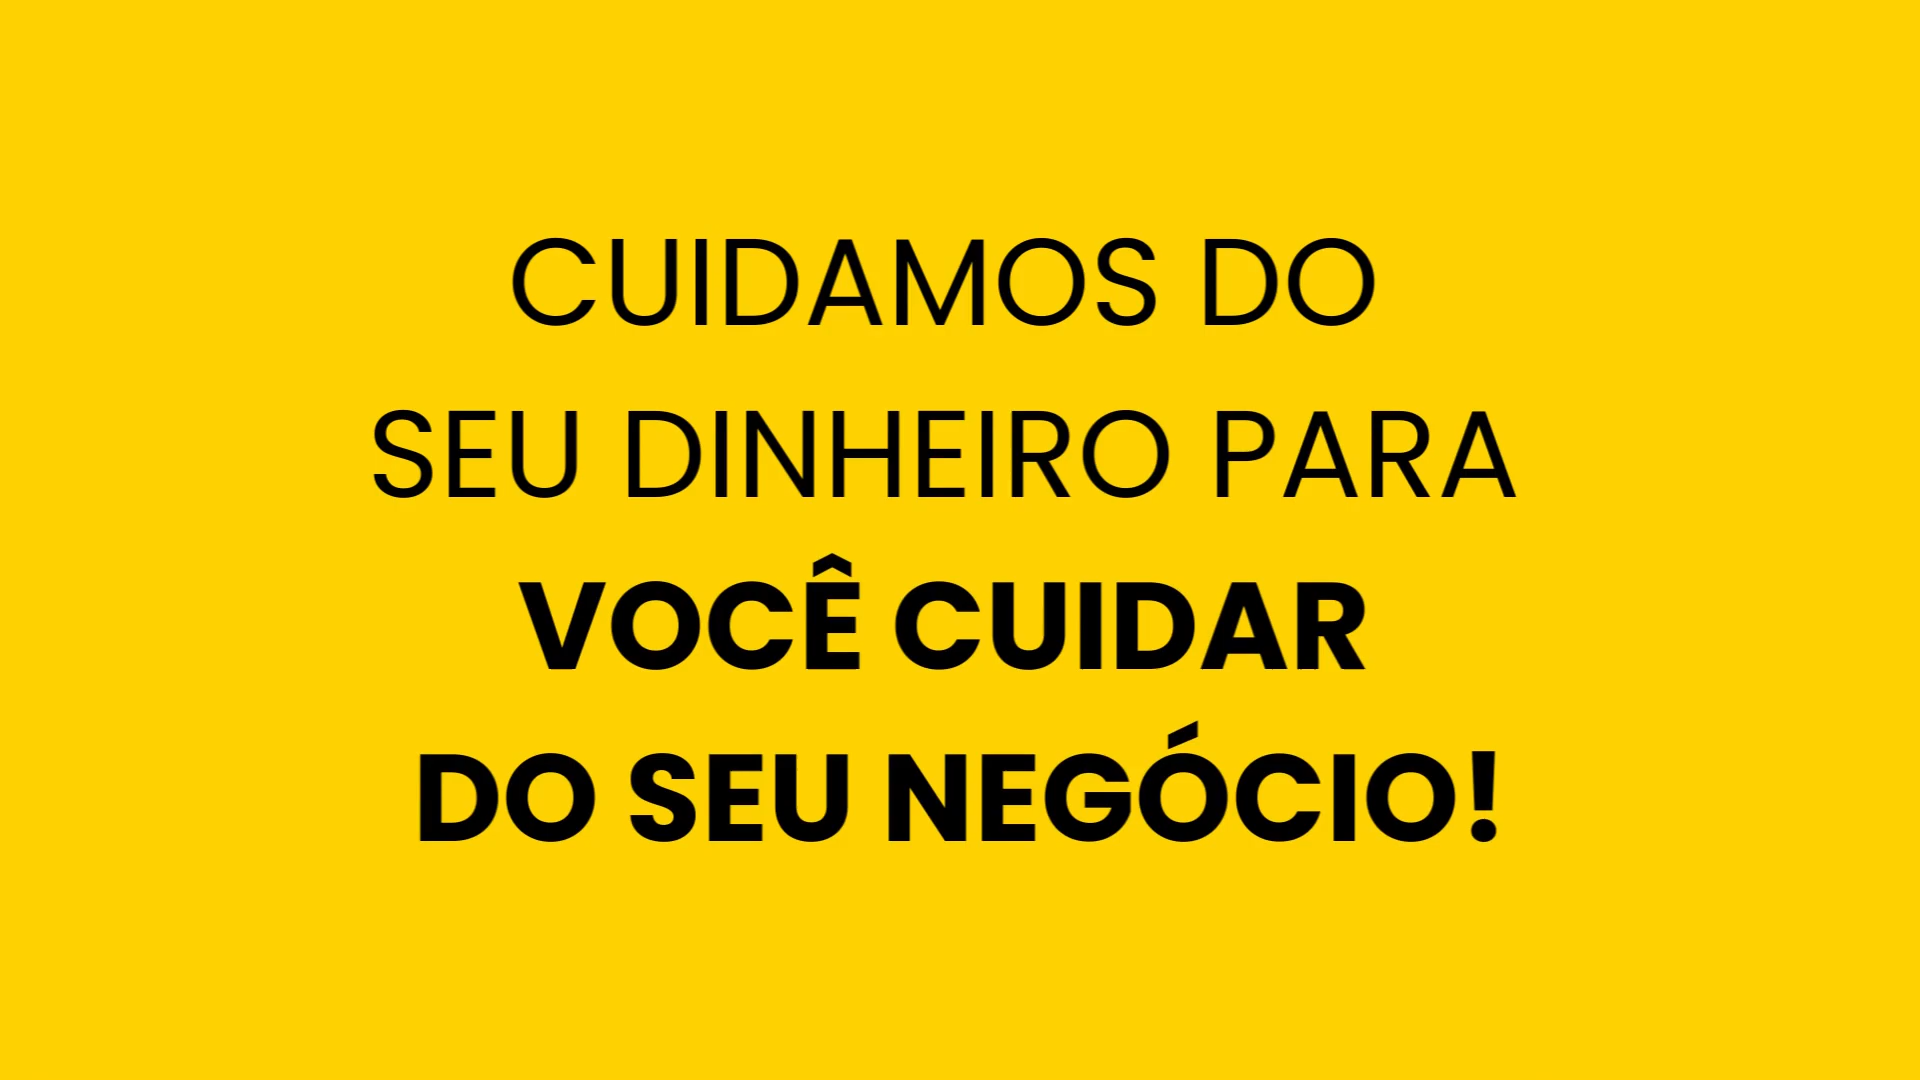 CUIDAMOS DO
SEU DINHEIRO PARA
VOCÊ CUIDAR
DO SEU NEGÓCIO!